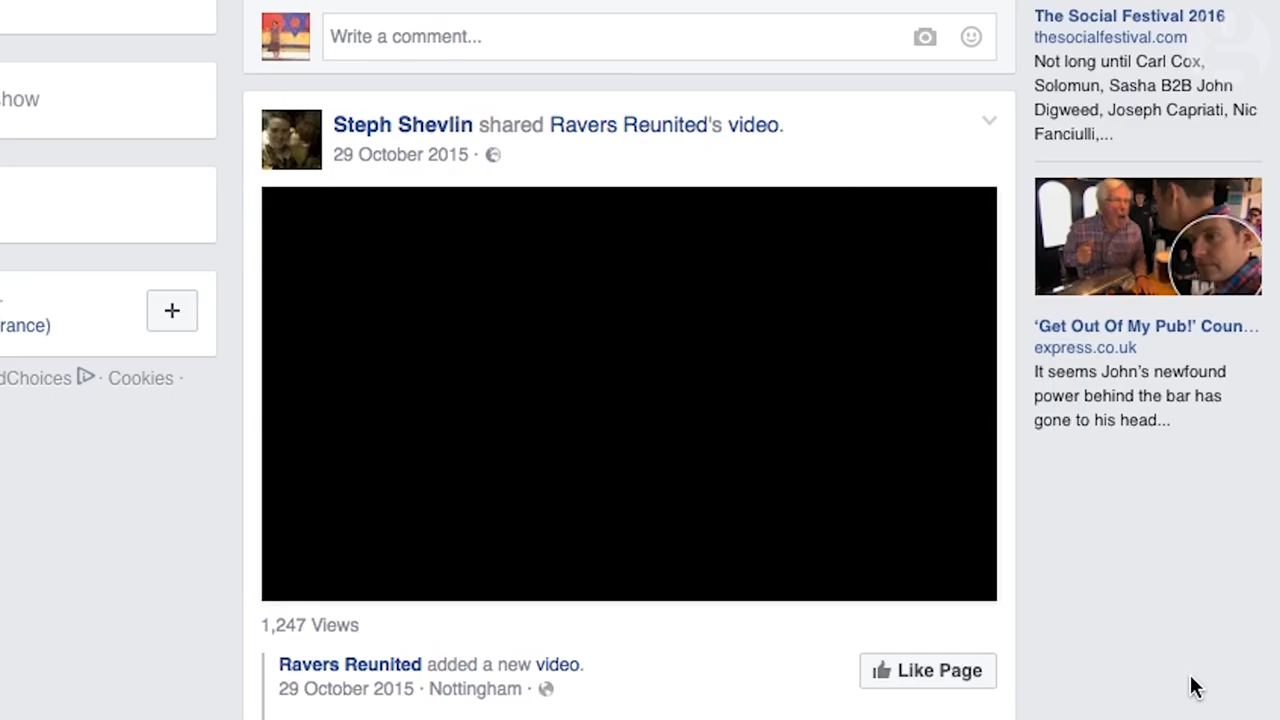 Write a comment...
how
Steph Shevlin shared Ravers Reunited's video.
29 October 2015 ·
rance)
dChoices · Cookies ·
1,247 Views
Ravers Reunited added a new video.
29 October 2015 · Nottingham ·
Like Page
The Social Festival 2016
thesocialfestival.com
Not long until Carl Cox,
Solomun, Sasha B2B John
Digweed, Joseph Capriati, Nic
Fanciulli,...
‘Get Out Of My Pub!’ Coun...
express.co.uk
It seems John’s newfound
power behind the bar has
gone to his head...